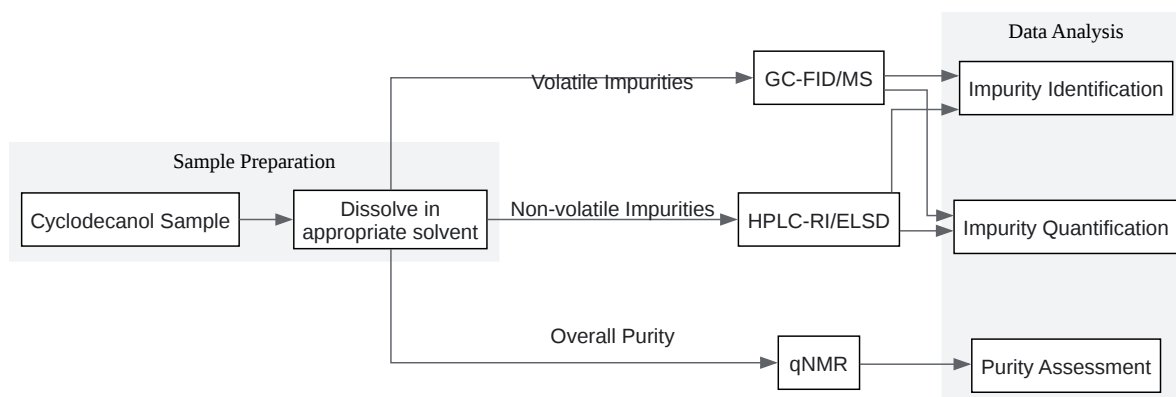 Data Analysis
Volatile Impurities
GC-FID/MS
Impurity Identification
Sample Preparation
Cyclodecanol Sample
Dissolve in
appropriate solvent
Non-volatile Impurities
HPLC-RI/ELSD
Impurity Quantification
Overall Purity
qNMR
Purity Assessment